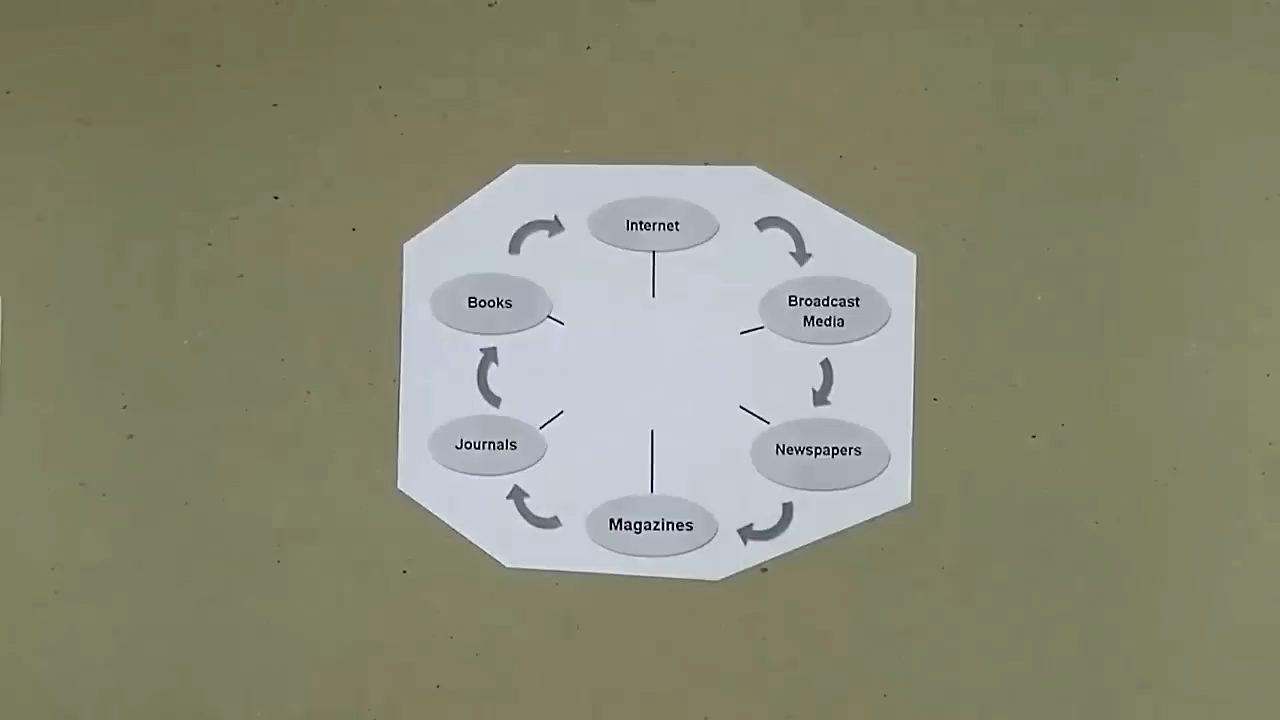 Internet
Broadcast
Media
Newspapers
Magazines
Journals
Books